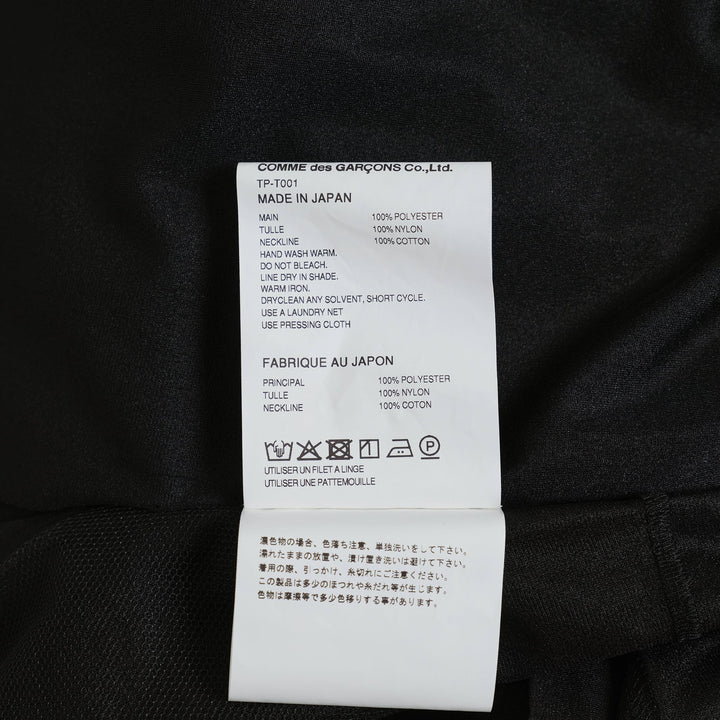 COMME des GARÇONS Co.,Ltd.
TP-T001
MADE IN JAPAN
MAIN 100% POLYESTER
TULLE 100% NYLON
NECKLINE 100% COTTON
HAND WASH WARM.
DO NOT BLEACH.
LINE DRY IN SHADE.
WARM IRON.
DRYCLEAN ANY SOLVENT, SHORT CYCLE.
USE A LAUNDRY NET
USE PRESSING CLOTH
FABRIQUE AU JAPON
PRINCIPAL 100% POLYESTER
TULLE 100% NYLON
NECKLINE 100% COTON
P
UTILISER UN FILET A LINGE
UTILISER UNE PATTEMOUILLE
濃色物の場合、色落ち注意、単独洗いをして下さい。
濡れたままの放置や、漬け置き洗いは避けて下さい。
着用の際、引っかけ、糸切れにご注意ください。
この製品は多少のほつれや糸だれ等が生じます。
色物は摩擦等で多少色移りする事があります。